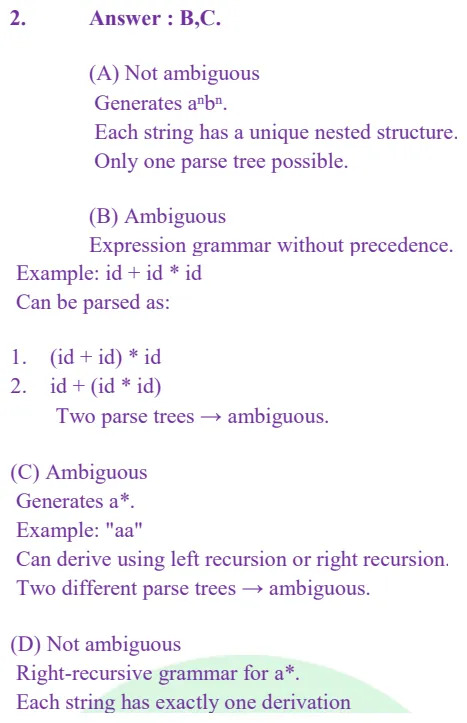 2. Answer : B,C.
(A) Not ambiguous
Generates aⁿbⁿ.
Each string has a unique nested structure.
Only one parse tree possible.
(B) Ambiguous
Expression grammar without precedence.
Example: id + id * id
Can be parsed as:
1. (id + id) * id
2. id + (id * id)
Two parse trees → ambiguous.
(C) Ambiguous
Generates a*.
Example: "aa"
Can derive using left recursion or right recursion.
Two different parse trees → ambiguous.
(D) Not ambiguous
Right-recursive grammar for a*.
Each string has exactly one derivation